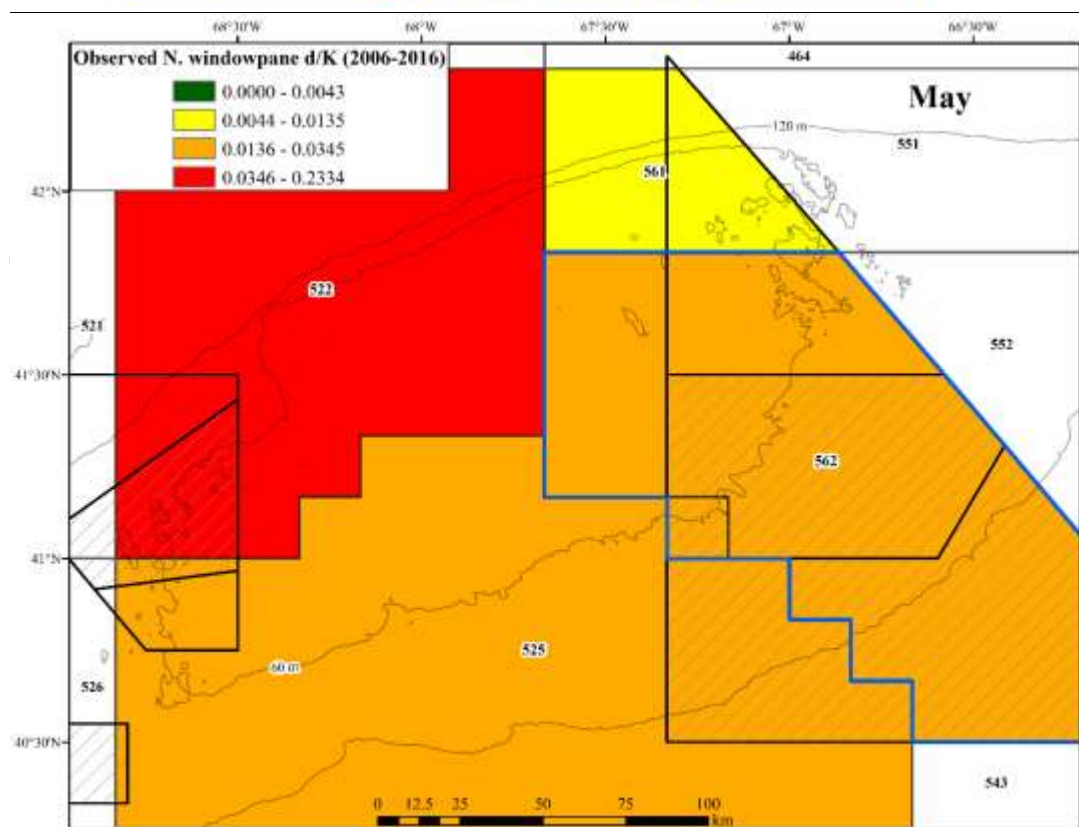 68°30'W 68°W 67°30'W 67°W 66°30'W
Observed N. windowpane d/K (2006-2016)
0.0000 - 0.0043
0.0044 - 0.0135
0.0136 - 0.0345
0.0346 - 0.2334
464
May
120 m
551
561
42°N
522
521
552
41°30'N
562
41°N
525
60 m
526
40°30'N
543
0 12.5 25 50 75 100
km